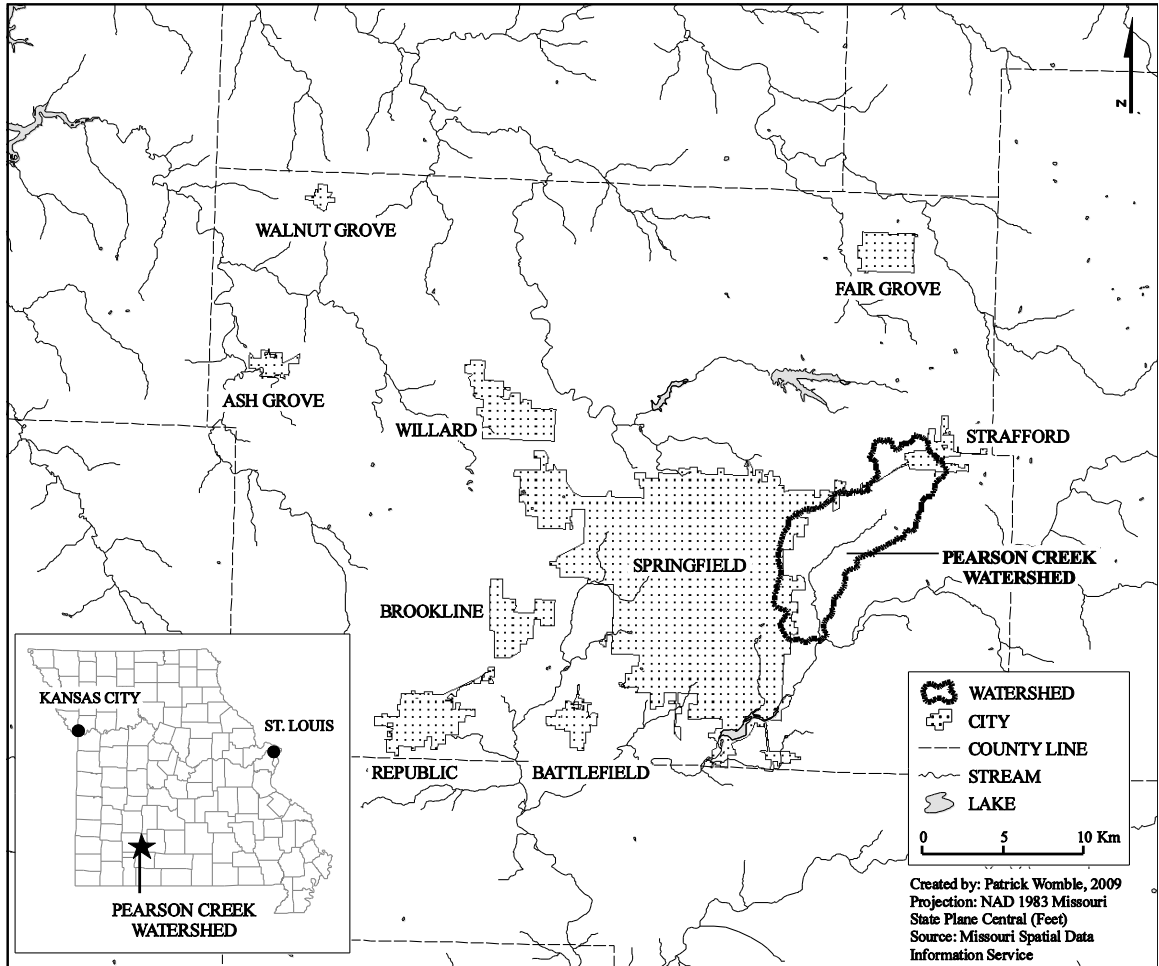 N
WALNUT GROVE
FAIR GROVE
ASH GROVE
WILLARD
STRAFFORD
SPRINGFIELD
PEARSON CREEK
WATERSHED
BROOKLINE
REPUBLIC
BATTLEFIELD
KANSAS CITY
ST. LOUIS
PEARSON CREEK
WATERSHED
WATERSHED
CITY
COUNTY LINE
STREAM
LAKE
0 5 10 Km
Created by: Patrick Womble, 2009
Projection: NAD 1983 Missouri
State Plane Central (Feet)
Source: Missouri Spatial Data
Information Service